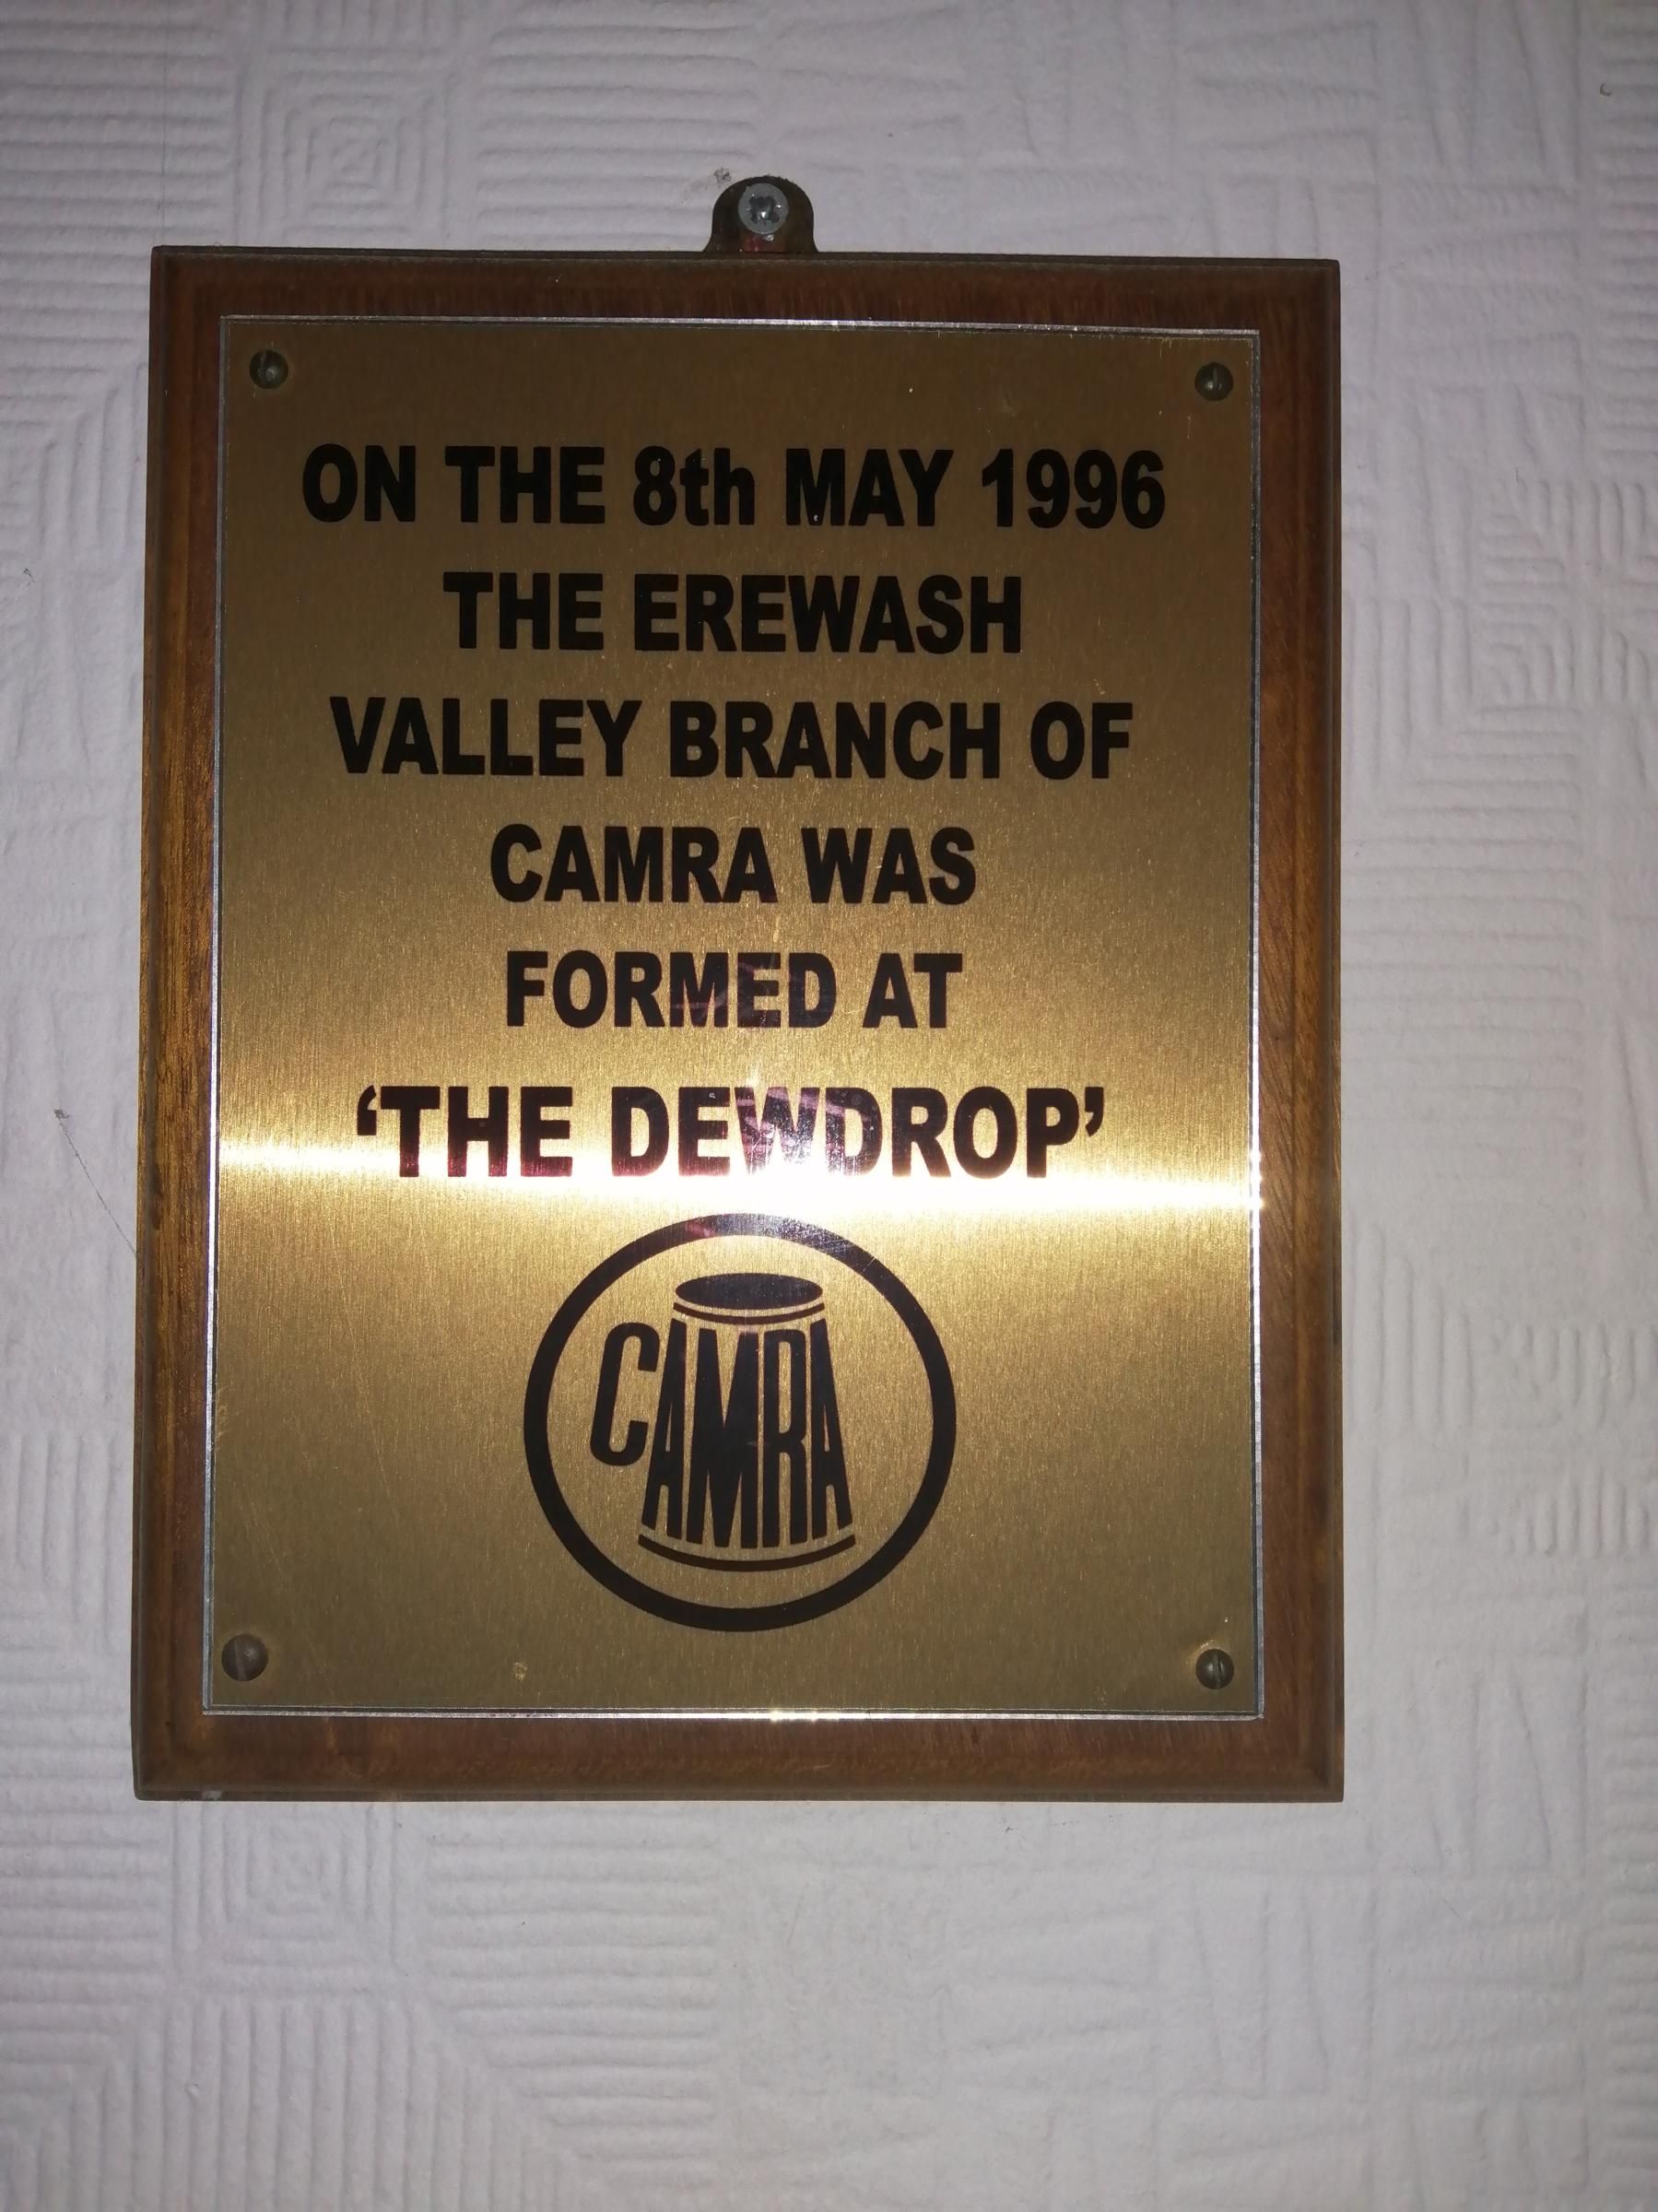 ON THE 8th MAY 1996
THE EREWASH
VALLEY BRANCH OF
CAMRA WAS
FORMED AT
‘THE DEWDROP’
CAMRA